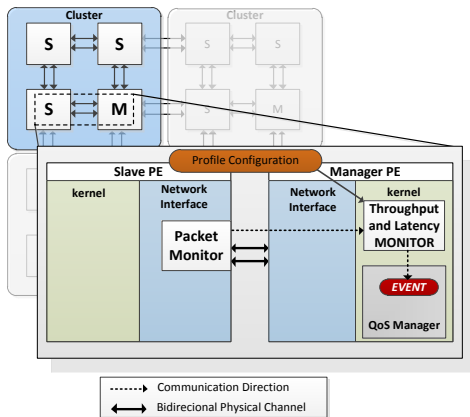 Cluster
Cluster
S
S
S
S
S
M
S
M
Profile Configuration
Slave PE
Manager PE
kernel
Network
Interface
Network
Interface
kernel
Packet
Monitor
Throughput
and Latency
MONITOR
EVENT
QoS Manager
Communication Direction
Bidirecional Physical Channel